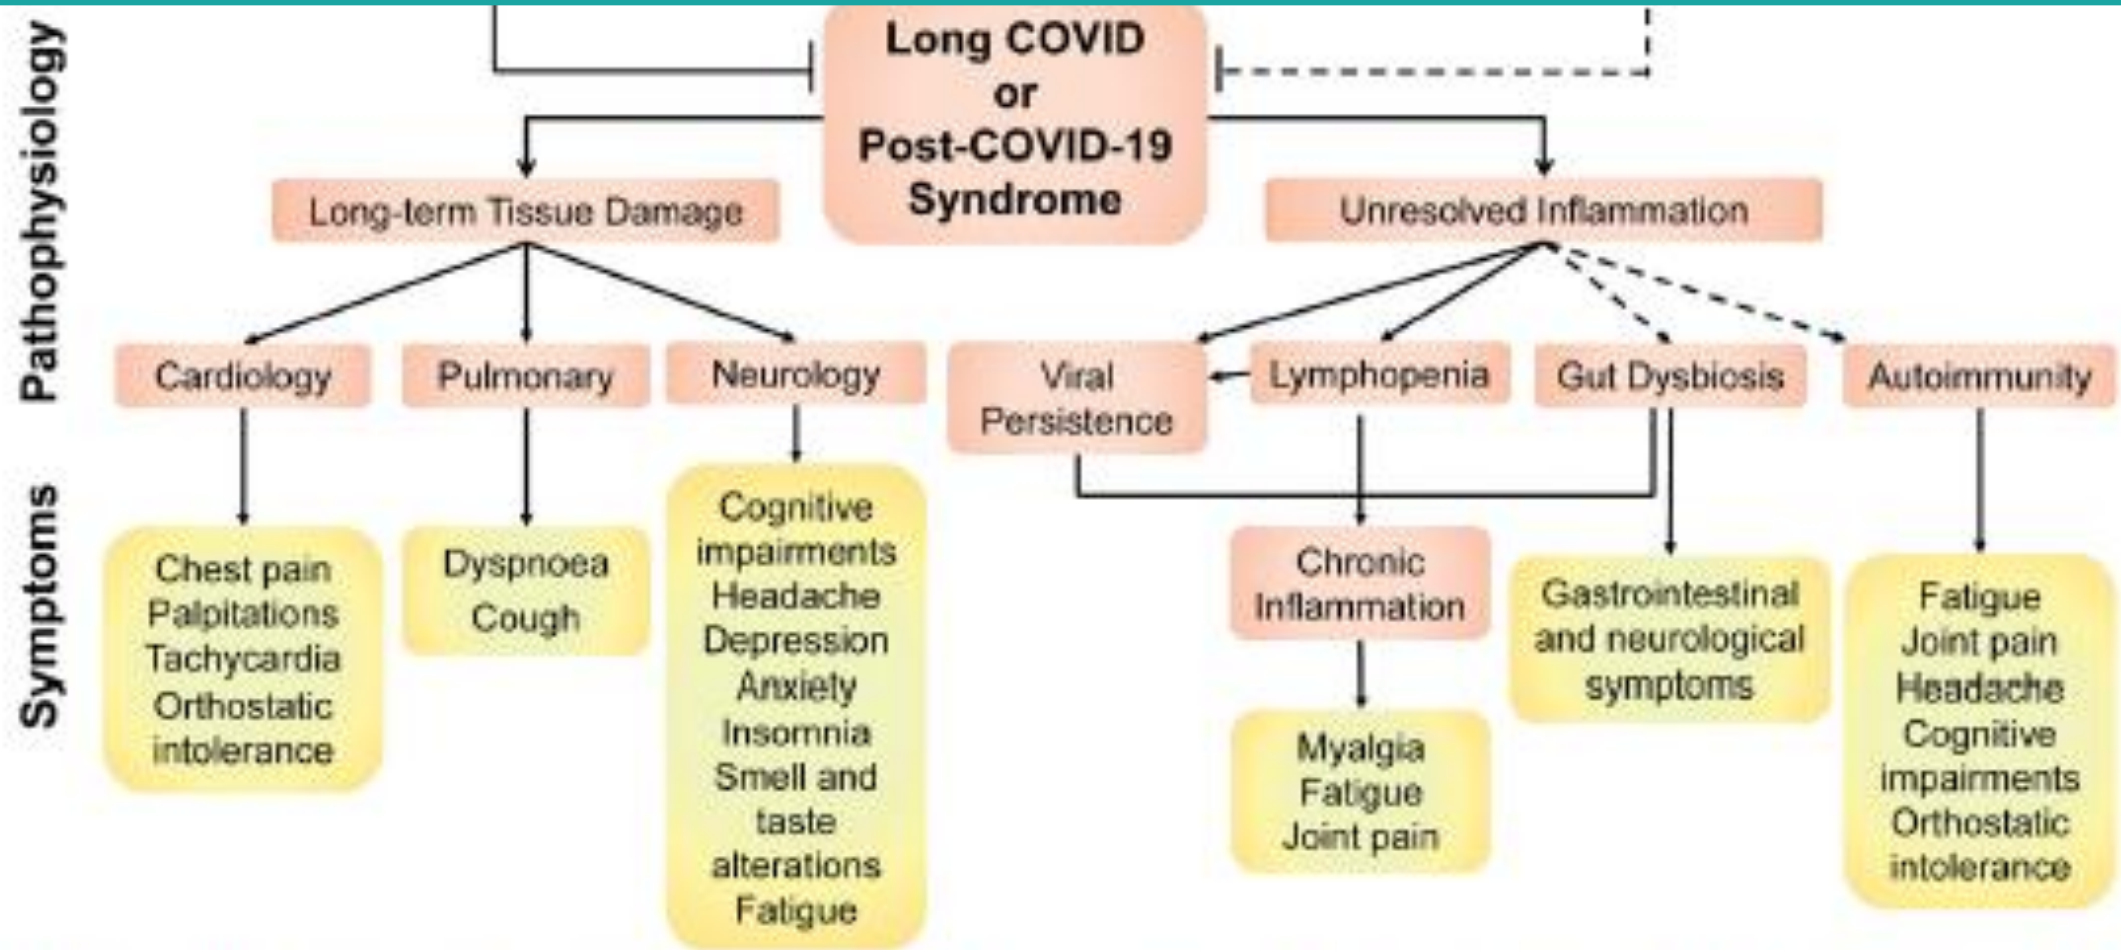 Pathophysiology
Symptoms
Long COVID
or
Post-COVID-19
Syndrome
Long-term Tissue Damage
Unresolved Inflammation
Cardiology
Pulmonary
Neurology
Viral
Persistence
Lymphopenia
Gut Dysbiosis
Autoimmunity
Chest pain
Palpitations
Tachycardia
Orthostatic
intolerance
Dyspnoea
Cough
Cognitive
impairments
Headache
Depression
Anxiety
Insomnia
Smell and
taste
alterations
Fatigue
Chronic
Inflammation
Myalgia
Fatigue
Joint pain
Gastrointestinal
and neurological
symptoms
Fatigue
Joint pain
Headache
Cognitive
impairments
Orthostatic
intolerance